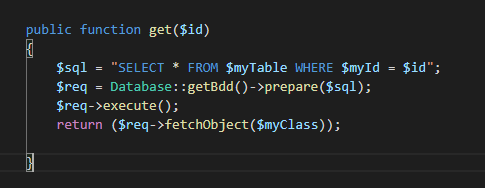 public function get($id)
{
$sql = "SELECT * FROM $myTable WHERE $myId = $id";
$req = Database::getBdd()->prepare($sql);
$req->execute();
return ($req->fetchObject($myClass));
}